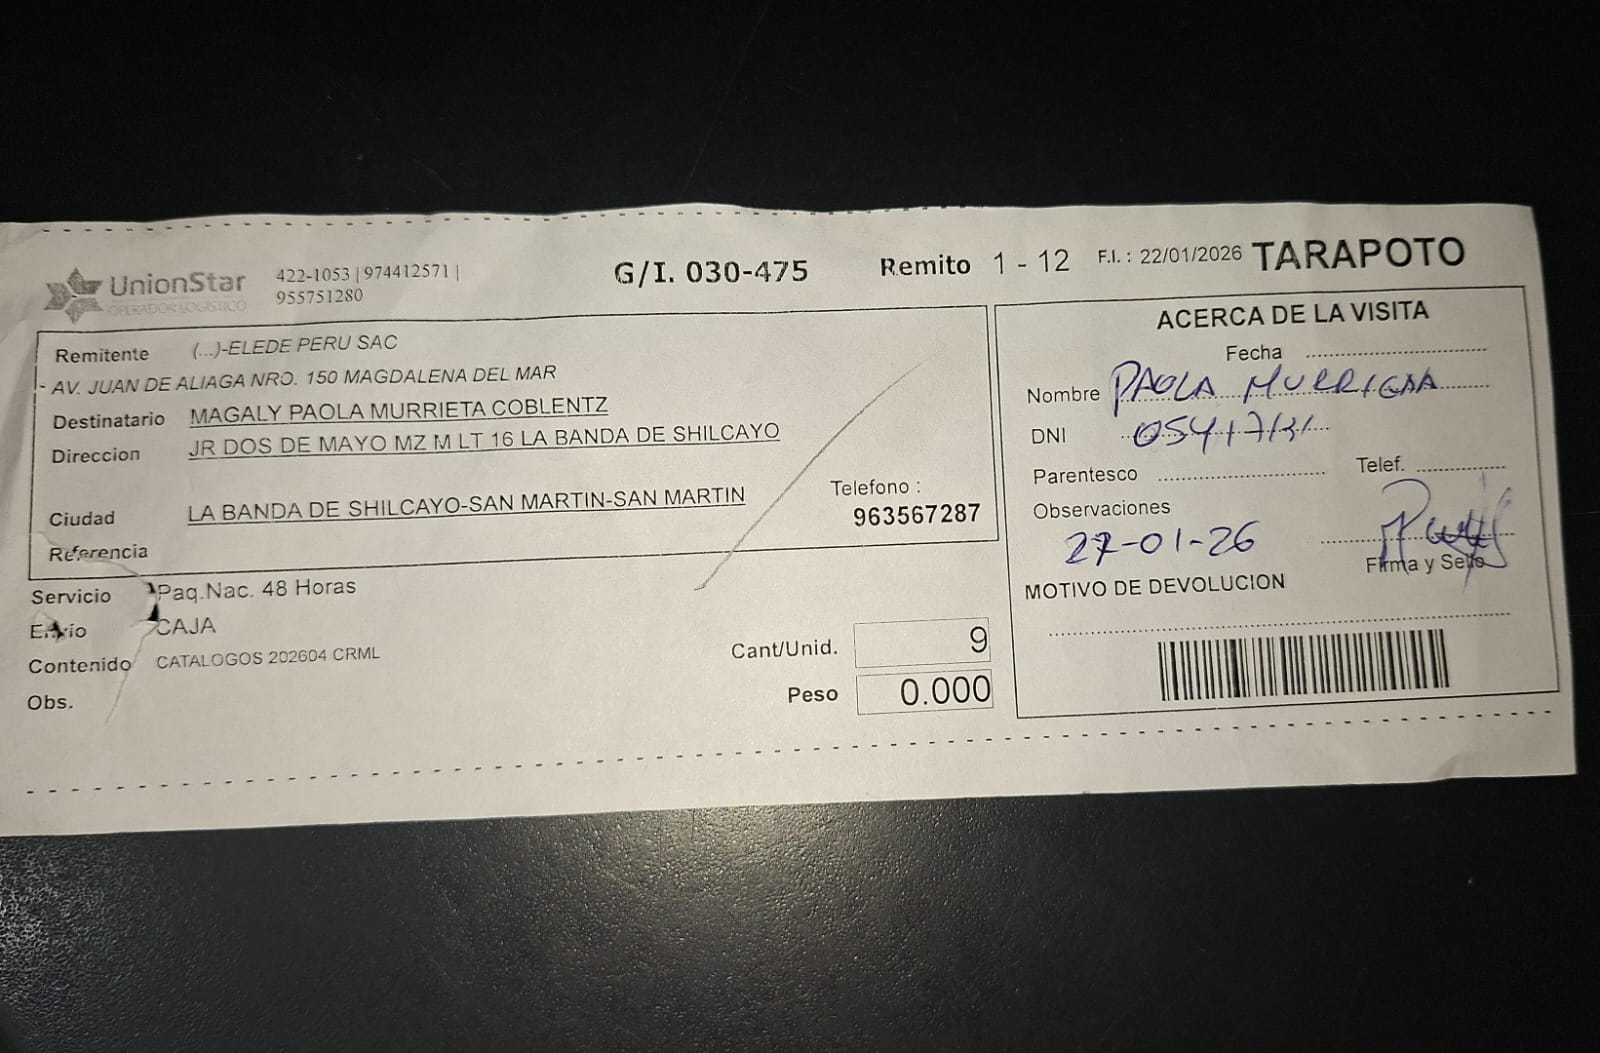 UnionStar
OPERADOR LOGISTICO
422-1053 | 974412571 |
955751280
G/I. 030-475
Remito 1 - 12 F.I. : 22/01/2026 TARAPOTO
Remitente (...)-ELEDE PERU SAC
- AV. JUAN DE ALIAGA NRO. 150 MAGDALENA DEL MAR
Destinatario MAGALY PAOLA MURRIETA COBLENTZ
Direccion JR DOS DE MAYO MZ M LT 16 LA BANDA DE SHILCAYO
Telefono :
Ciudad LA BANDA DE SHILCAYO-SAN MARTIN-SAN MARTIN 963567287
Referencia
Servicio Paq.Nac. 48 Horas
Envio CAJA
Contenido CATALOGOS 202604 CRML
Obs.
Cant/Unid. 9
Peso 0.000
ACERCA DE LA VISITA
Fecha
Nombre PAOLA
DNI
Parentesco Telef.
Observaciones
27-01-26
Firma y Sello
MOTIVO DE DEVOLUCION